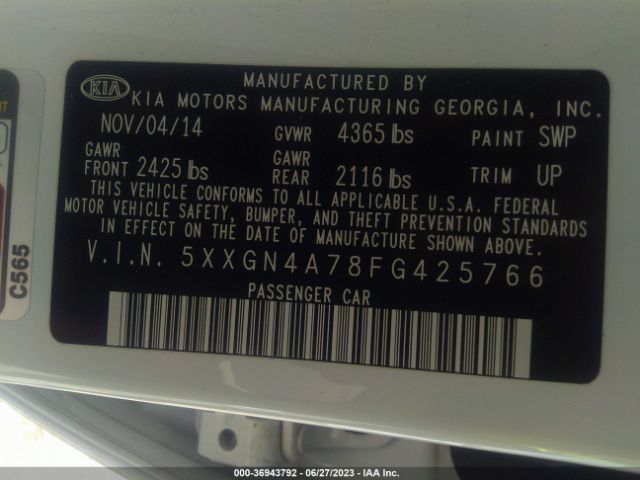 KIA
MANUFACTURED BY
KIA MOTORS MANUFACTURING GEORGIA, INC.
NOV/04/14 GVWR 4365 lbs PAINT SWP
GAWR FRONT 2425 lbs GAWR REAR 2116 lbs TRIM UP
THIS VEHICLE CONFORMS TO ALL APPLICABLE U.S.A. FEDERAL
MOTOR VEHICLE SAFETY, BUMPER, AND THEFT PREVENTION STANDARDS
IN EFFECT ON THE DATE OF MANUFACTURE SHOWN ABOVE.
V.I.N. 5XXGN4A78FG425766
PASSENGER CAR
C565
000-36943792 - 06/27/2023 - IAA Inc.